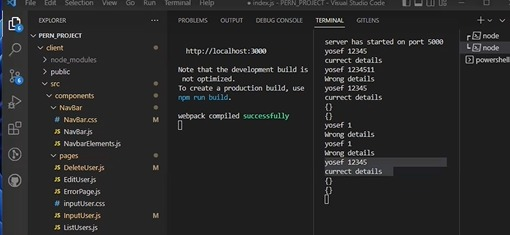 File Edit Selection View Go Run Terminal Help
● index.js - PERN_PROJECT - Visual Studio Code
EXPLORER
PERN_PROJECT
client
node_modules
public
src
components
NavBar
NavBar.css M
NavBar.js
NavbarElements.js
pages
DeleteUser.js M
EditUser.js
ErrorPage.js
inputUser.css
InputUser.js M
ListUsers.js
PROBLEMS OUTPUT DEBUG CONSOLE TERMINAL GITLENS
http://localhost:3000
Note that the development build is
not optimized.
To create a production build, use
npm run build.
webpack compiled successfully
server has started on port 5000
yosef 12345
currect details
yosef 1234511
Wrong details
yosef 12345
currect details
{}
{}
yosef 1
Wrong details
yosef 1
Wrong details
yosef 12345
currect details
{}
{}
node
node
powershell